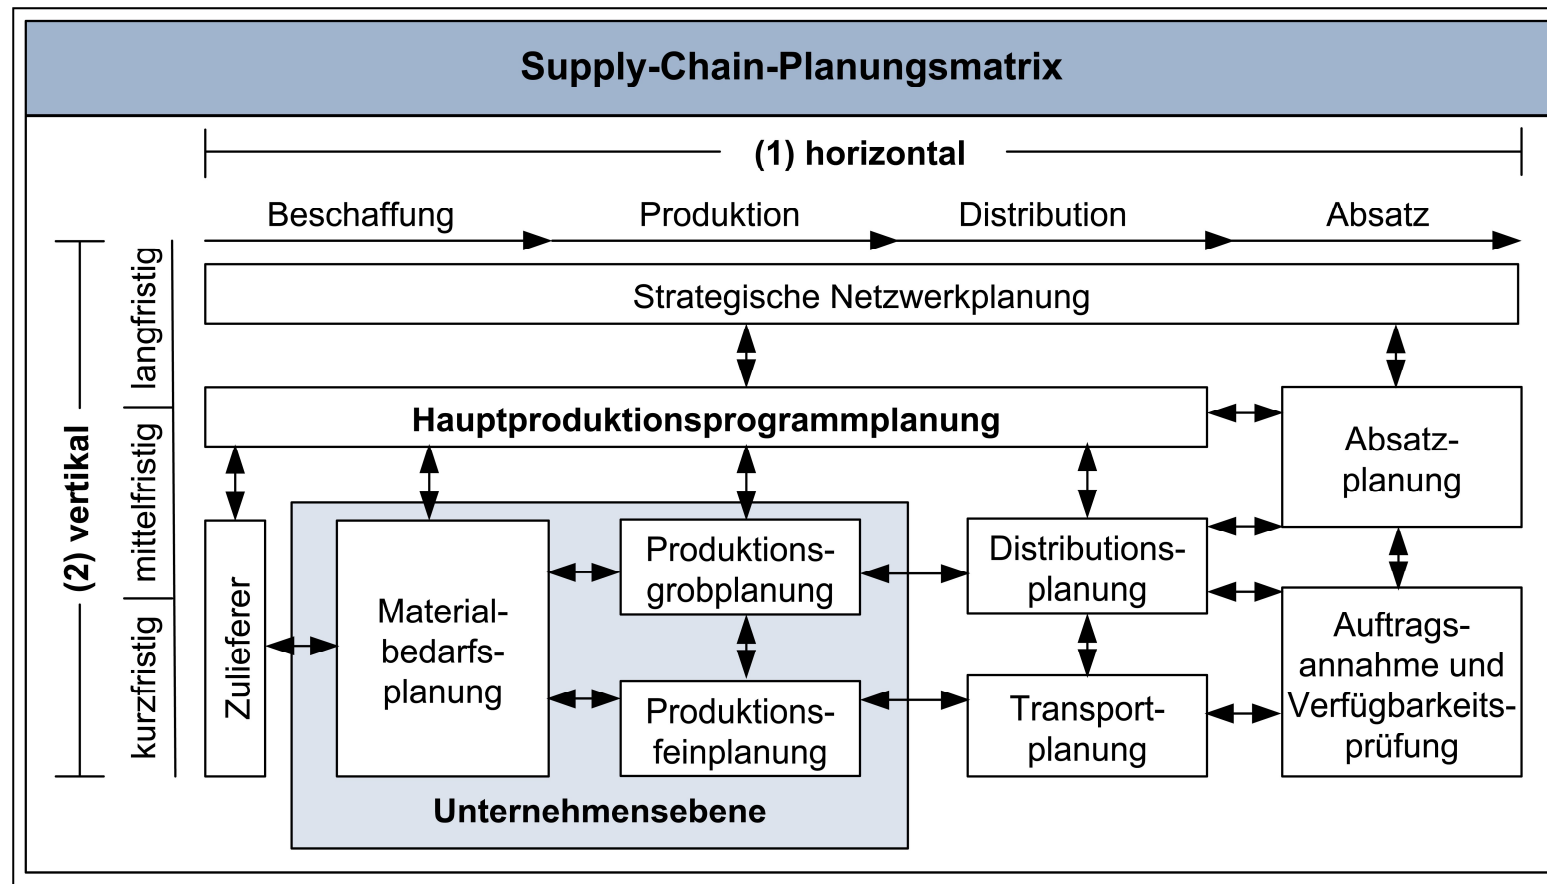 Supply-Chain-Planungsmatrix
(1) horizontal
Beschaffung
Produktion
Distribution
Absatz
(2) vertikal
langfristig
mittelfristig
kurzfristig
Strategische Netzwerkplanung
Hauptproduktionsprogrammplanung
Absatz-
planung
Zulieferer
Material-
bedarfs-
planung
Produktions-
grobplanung
Produktions-
feinplanung
Unternehmensebene
Distributions-
planung
Transport-
planung
Auftrags-
annahme und
Verfügbarkeits-
prüfung